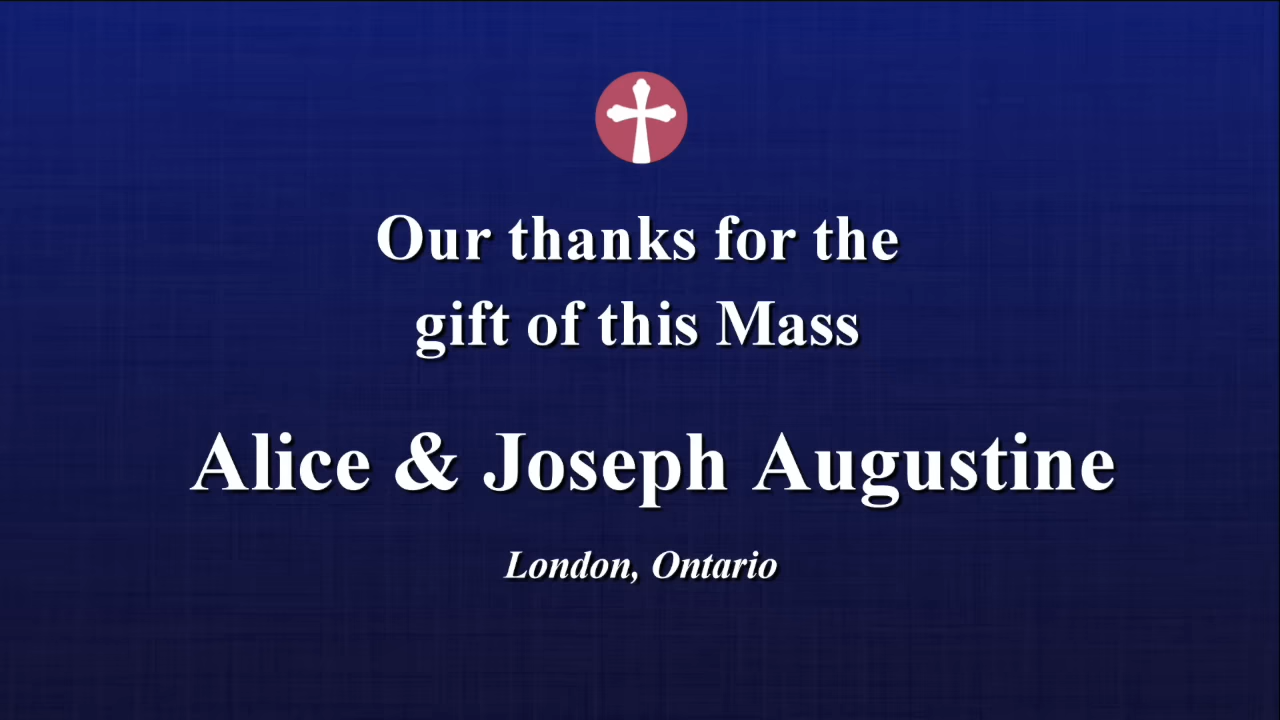 Our thanks for the
gift of this Mass
Alice & Joseph Augustine
London, Ontario